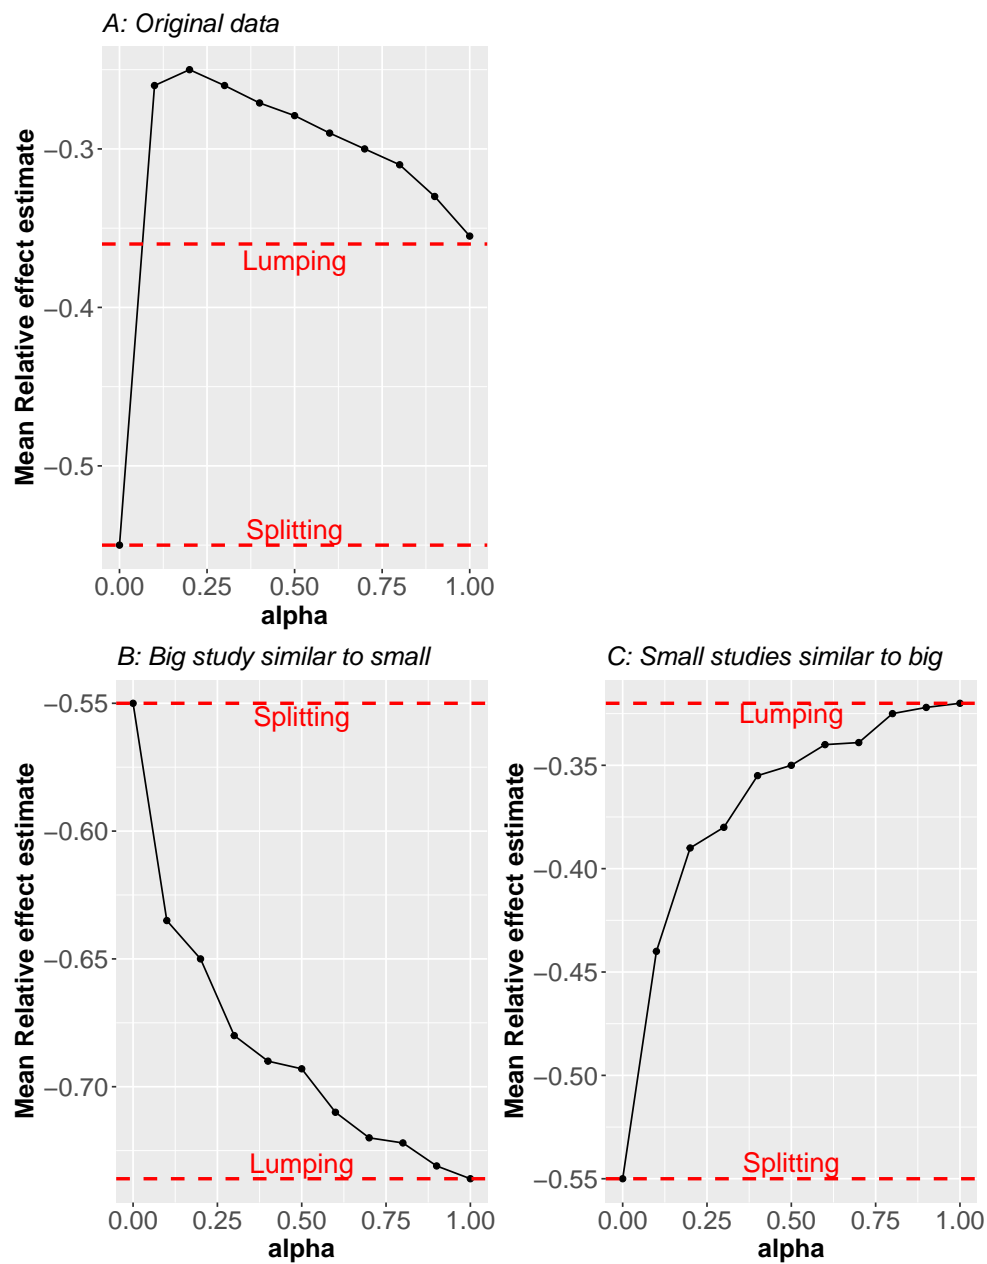 A: Original data
Mean Relative effect estimate
−0.3
−0.4
−0.5
Lumping
Splitting
0.00 0.25 0.50 0.75 1.00
alpha
B: Big study similar to small
Mean Relative effect estimate
−0.55
−0.60
−0.65
−0.70
Splitting
Lumping
0.00 0.25 0.50 0.75 1.00
alpha
C: Small studies similar to big
Mean Relative effect estimate
−0.35
−0.40
−0.45
−0.50
−0.55
Lumping
Splitting
0.00 0.25 0.50 0.75 1.00
alpha